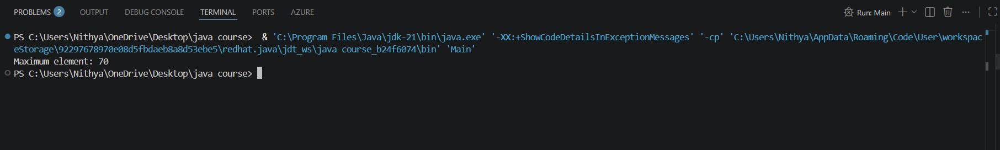 PROBLEMS 2 OUTPUT DEBUG CONSOLE TERMINAL PORTS AZURE Run: Main
PS C:\Users\Nithya\OneDrive\Desktop\java course>  & 'C:\Program Files\Java\jdk-21\bin\java.exe' '-XX:+ShowCodeDetailsInExceptionMessages' '-cp' 'C:\Users\Nithya\AppData\Roaming\Code\User\workspac
eStorage\92297678970e08d5fbdaeb8a8d53ebe5\redhat.java\jdt_ws\java course_b24f6074\bin' 'Main'
Maximum element: 70
PS C:\Users\Nithya\OneDrive\Desktop\java course>